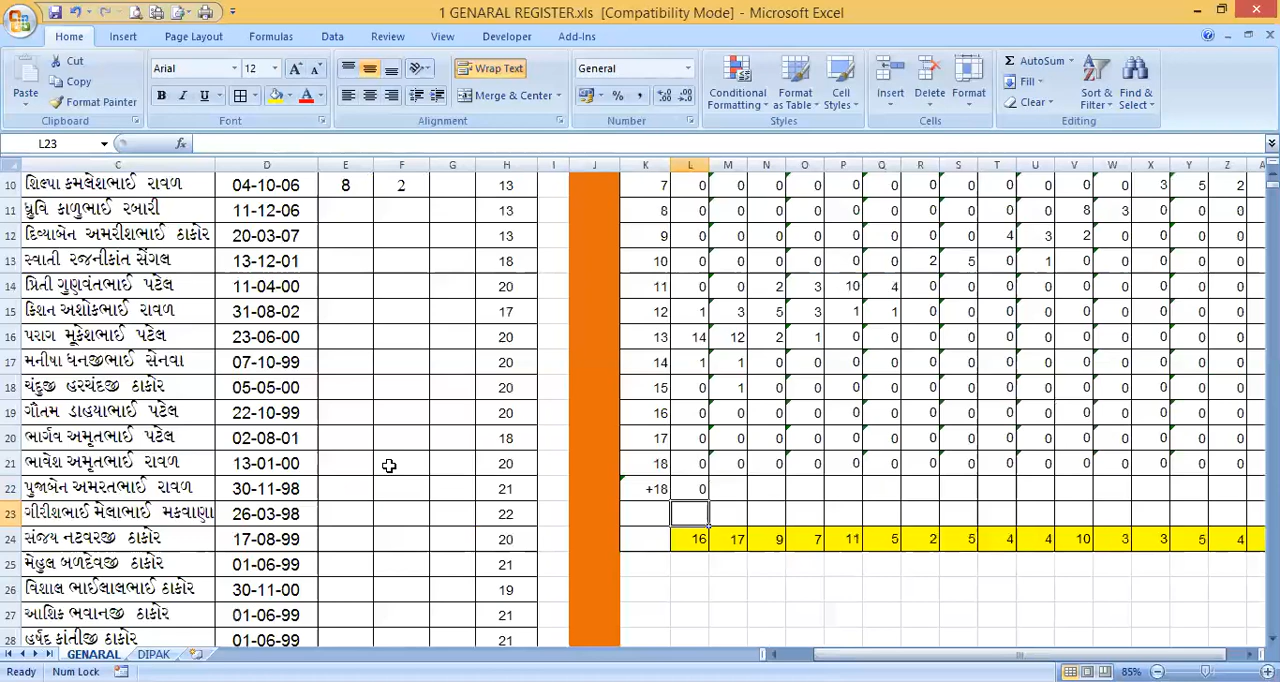 1 GENARAL REGISTER.xls [Compatibility Mode] - Microsoft Excel
Home Insert Page Layout Formulas Data Review View Developer Add-Ins
Cut Arial 12 Wrap Text General AutoSum
Copy Fill
Paste Format Painter B I U Merge & Center % Conditional Formatting Format as Table Cell Styles Insert Delete Format Clear Sort & Filter Find & Select
Clipboard Font Alignment Number Styles Cells Editing
L23 fx
C D E F G H I J K L M N O P Q R S T U V W X Y Z A
10 શિલ્પા કમલેશભાઈ રાવળ 04-10-06 8 2 13 7 0 0 0 0 0 0 0 0 0 0 0 0 3 5 2
11 ધ્રુવિ કાળુભાઈ રબારી 11-12-06 13 8 0 0 0 0 0 0 0 0 0 0 8 3 0 0 0
12 દિવ્યાબેન અમરીશભાઈ ઠાકોર 20-03-07 13 9 0 0 0 0 0 0 0 0 4 3 2 0 0 0 0
13 સ્વાતી રજનીકાંત સેંગલ 13-12-01 18 10 0 0 0 0 0 0 2 5 0 1 0 0 0 0 0
14 પ્રિતી ગુણવંતભાઈ પટેલ 11-04-00 20 11 0 0 2 3 10 4 0 0 0 0 0 0 0 0 0
15 કિશન અશોકભાઈ રાવળ 31-08-02 17 12 1 3 5 3 1 1 0 0 0 0 0 0 0 0 0
16 પરાગ મૂકેશભાઈ પટેલ 23-06-00 20 13 14 12 2 1 0 0 0 0 0 0 0 0 0 0 0
17 મનીષા ધનજીભાઈ સેનવા 07-10-99 20 14 1 1 0 0 0 0 0 0 0 0 0 0 0 0 0
18 ચંદુજી હરચંદજી ઠાકોર 05-05-00 20 15 0 1 0 0 0 0 0 0 0 0 0 0 0 0 0
19 ગૌતમ ડાહયાભાઈ પટેલ 22-10-99 20 16 0 0 0 0 0 0 0 0 0 0 0 0 0 0 0
20 ભાર્ગવ અમૃતભાઈ પટેલ 02-08-01 18 17 0 0 0 0 0 0 0 0 0 0 0 0 0 0 0
21 ભાવેશ અમૃતભાઈ રાવળ 13-01-00 20 18 0 0 0 0 0 0 0 0 0 0 0 0 0 0 0
22 પુજાબેન અમરતભાઈ રાવળ 30-11-98 21 +18 0
23 ગીરીશભાઈ મેલાભાઈ મકવાણા 26-03-98 22
24 સંજય નટવરજી ઠાકોર 17-08-99 20 16 17 9 7 11 5 2 5 4 4 10 3 3 5 4
25 મેહુલ બળદેવજી ઠાકોર 01-06-99 21
26 વિશાલ ભાઈલાલભાઈ ઠાકોર 30-11-00 19
27 આશિક ભવાનજી ઠાકોર 01-06-99 21
28 હર્ષદ કાંતીજી ઠાકોર 01-06-99 21
GENARAL DIPAK
Ready Num Lock 85%